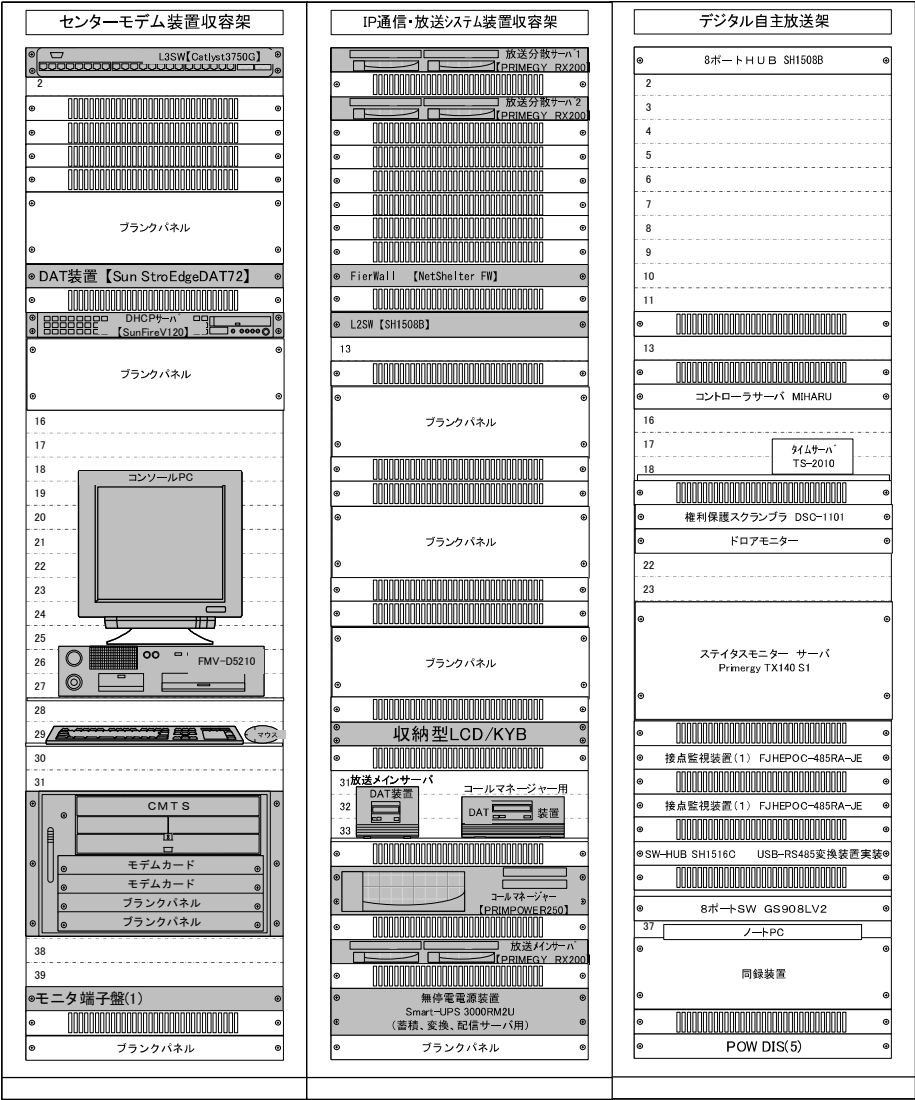 センターモデム装置収容架
L3SW【Catlyst3750G】
2
ブランクパネル
DAT装置【Sun StroEdgeDAT72】
DHCPサーバ
【SunFireV120】
ブランクパネル
16
17
18
コンソールPC
19
20
21
22
23
24
25
26
FMV-D5210
27
28
29
マウス
30
31
CMTS
モデムカード
モデムカード
ブランクパネル
ブランクパネル
38
39
モニタ端子盤(1)
ブランクパネル
IP通信・放送システム装置収容架
放送分散サーバ1
【PRIMEGY RX200】
放送分散サーバ2
【PRIMEGY RX200】
FierWall 【NetShelter FW】
L2SW【SH1508B】
13
ブランクパネル
ブランクパネル
ブランクパネル
収納型LCD/KYB
31
放送メインサーバ
DAT装置
コールマネージャー用
32
DAT 装置
33
コールマネージャー
【PRIMPOWER250】
放送メインサーバ
【PRIMEGY RX200】
無停電電源装置
Smart-UPS 3000RM2U
(蓄積、変換、配信サーバ用)
ブランクパネル
デジタル自主放送架
8ポートHUB SH1508B
2
3
4
5
6
7
8
9
10
11
13
コントローラサーバ MIHARU
16
17
タイムサーバ
TS-2010
18
権利保護スクランブラ DSC-1101
ドロアモニター
22
23
ステイタスモニター サーバ
Primergy TX140 S1
接点監視装置(1) FJHEPOC-485RA-JE
接点監視装置(1) FJHEPOC-485RA-JE
SW-HUB SH1516C USB-RS485変換装置実装
8ポートSW GS908LV2
37
ノートPC
同録装置
POW DIS(5)